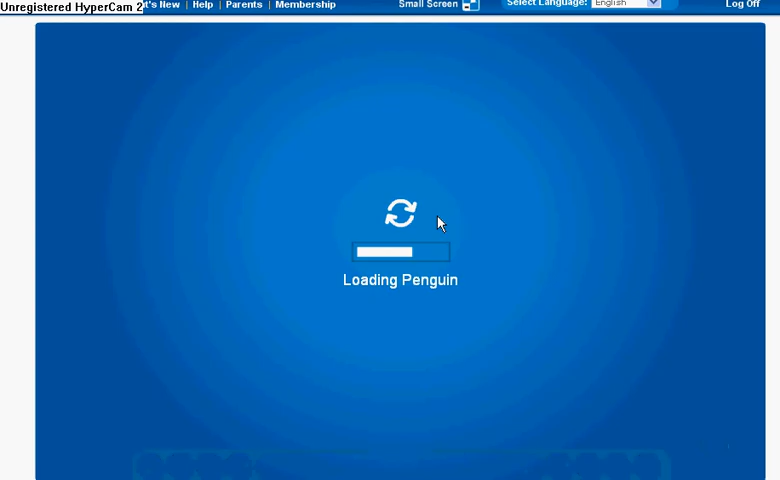 Unregistered HyperCam 2
t's New | Help | Parents | Membership
Small Screen
Select Language: English
Log Off
Loading Penguin